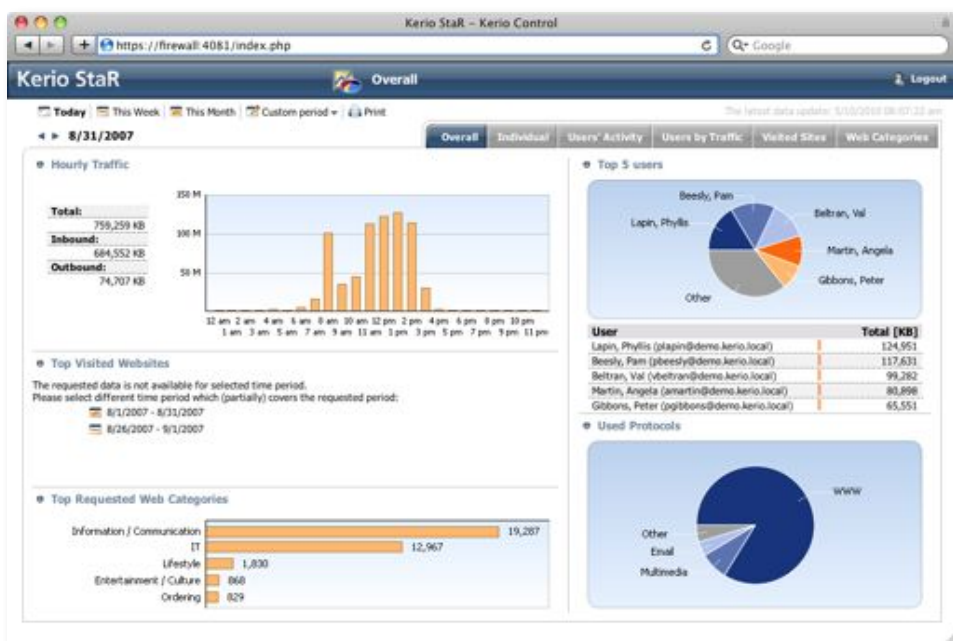 Kerio StaR – Kerio Control
https://firewall:4081/index.php
Google
Kerio StaR
Overall
Logout
Today This Week This Month Custom period Print
The latest data update: 5/10/2010 08:07:22 am
8/31/2007
Overall Individual Users' Activity Users by Traffic Visited Sites Web Categories
Hourly Traffic
Total:
759,259 KB
Inbound:
684,552 KB
Outbound:
74,707 KB
150 M
100 M
50 M
12 am 2 am 4 am 6 am 8 am 10 am 12 pm 2 pm 4 pm 6 pm 8 pm 10 pm
1 am 3 am 5 am 7 am 9 am 11 am 1 pm 3 pm 5 pm 7 pm 9 pm 11 pm
Top Visited Websites
The requested data is not available for selected time period.
Please select different time period which (partially) covers the requested period:
8/1/2007 - 8/31/2007
8/26/2007 - 9/1/2007
Top Requested Web Categories
Information / Communication 19,287
IT 12,967
Lifestyle 1,830
Entertainment / Culture 868
Ordering 829
Top 5 users
Beesly, Pam
Beltran, Val
Lapin, Phyllis
Martin, Angela
Gibbons, Peter
Other
User Total [KB]
Lapin, Phyllis (plapin@demo.kerio.local) 124,951
Beesly, Pam (pbeesly@demo.kerio.local) 117,631
Beltran, Val (vbeltran@demo.kerio.local) 99,282
Martin, Angela (amartin@demo.kerio.local) 80,898
Gibbons, Peter (pgibbons@demo.kerio.local) 65,551
Used Protocols
WWW
Other
Email
Multimedia